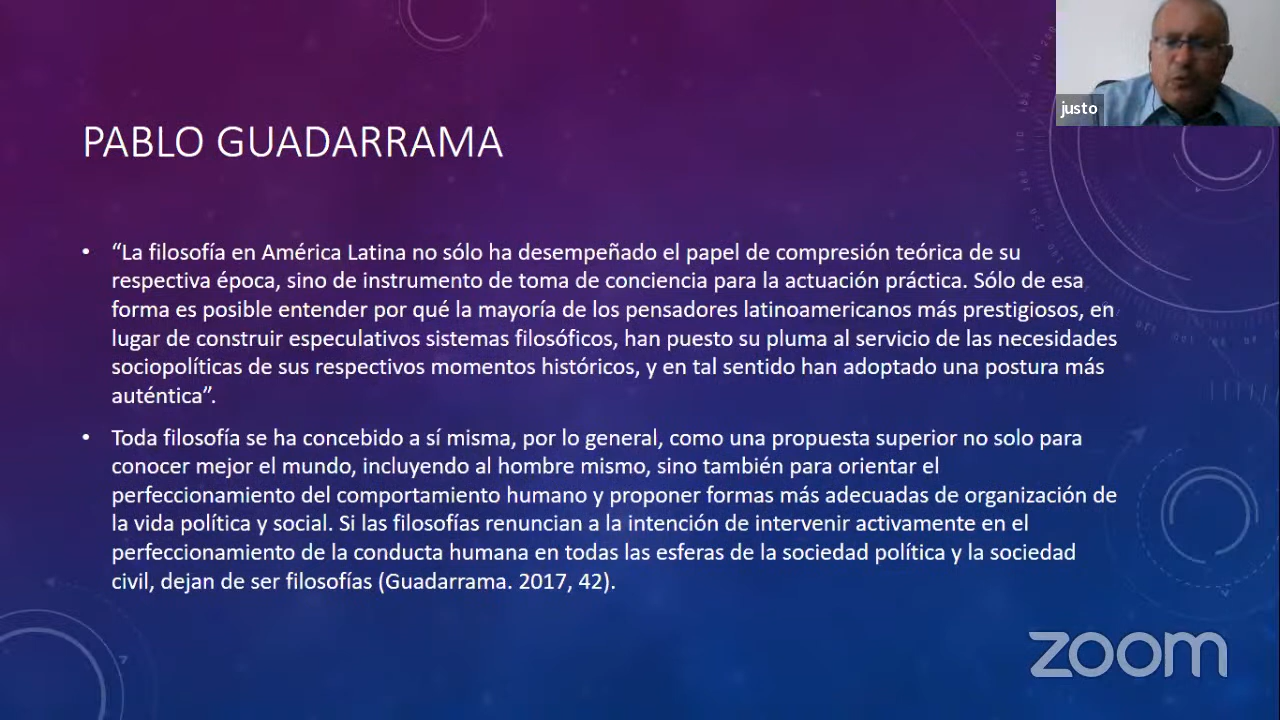 justo
PABLO GUADARRAMA
• “La filosofía en América Latina no sólo ha desempeñado el papel de compresión teórica de su
respectiva época, sino de instrumento de toma de conciencia para la actuación práctica. Sólo de esa
forma es posible entender por qué la mayoría de los pensadores latinoamericanos más prestigiosos, en
lugar de construir especulativos sistemas filosóficos, han puesto su pluma al servicio de las necesidades
sociopolíticas de sus respectivos momentos históricos, y en tal sentido han adoptado una postura más
auténtica”.
• Toda filosofía se ha concebido a sí misma, por lo general, como una propuesta superior no solo para
conocer mejor el mundo, incluyendo al hombre mismo, sino también para orientar el
perfeccionamiento del comportamiento humano y proponer formas más adecuadas de organización de
la vida política y social. Si las filosofías renuncian a la intención de intervenir activamente en el
perfeccionamiento de la conducta humana en todas las esferas de la sociedad política y la sociedad
civil, dejan de ser filosofías (Guadarrama. 2017, 42).
zoom